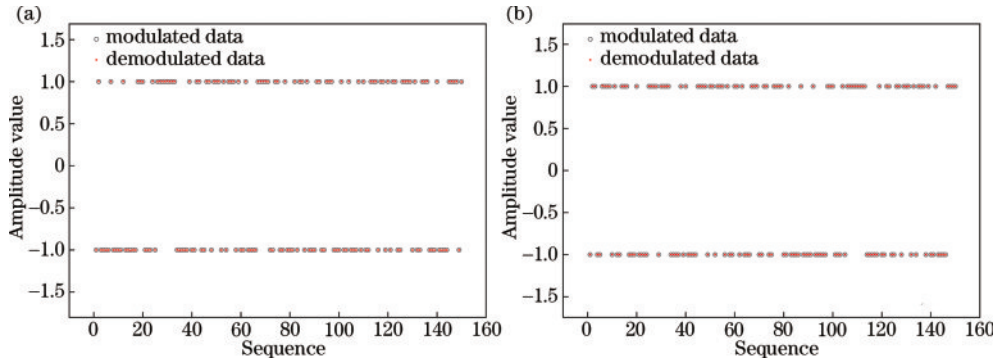 (a)
modulated data
demodulated data
1.5
1.0
0.5
0
−0.5
−1.0
−1.5
Amplitude value
0 20 40 60 80 100 120 140 160
Sequence
(b)
modulated data
demodulated data
1.5
1.0
0.5
0
−0.5
−1.0
−1.5
Amplitude value
0 20 40 60 80 100 120 140 160
Sequence